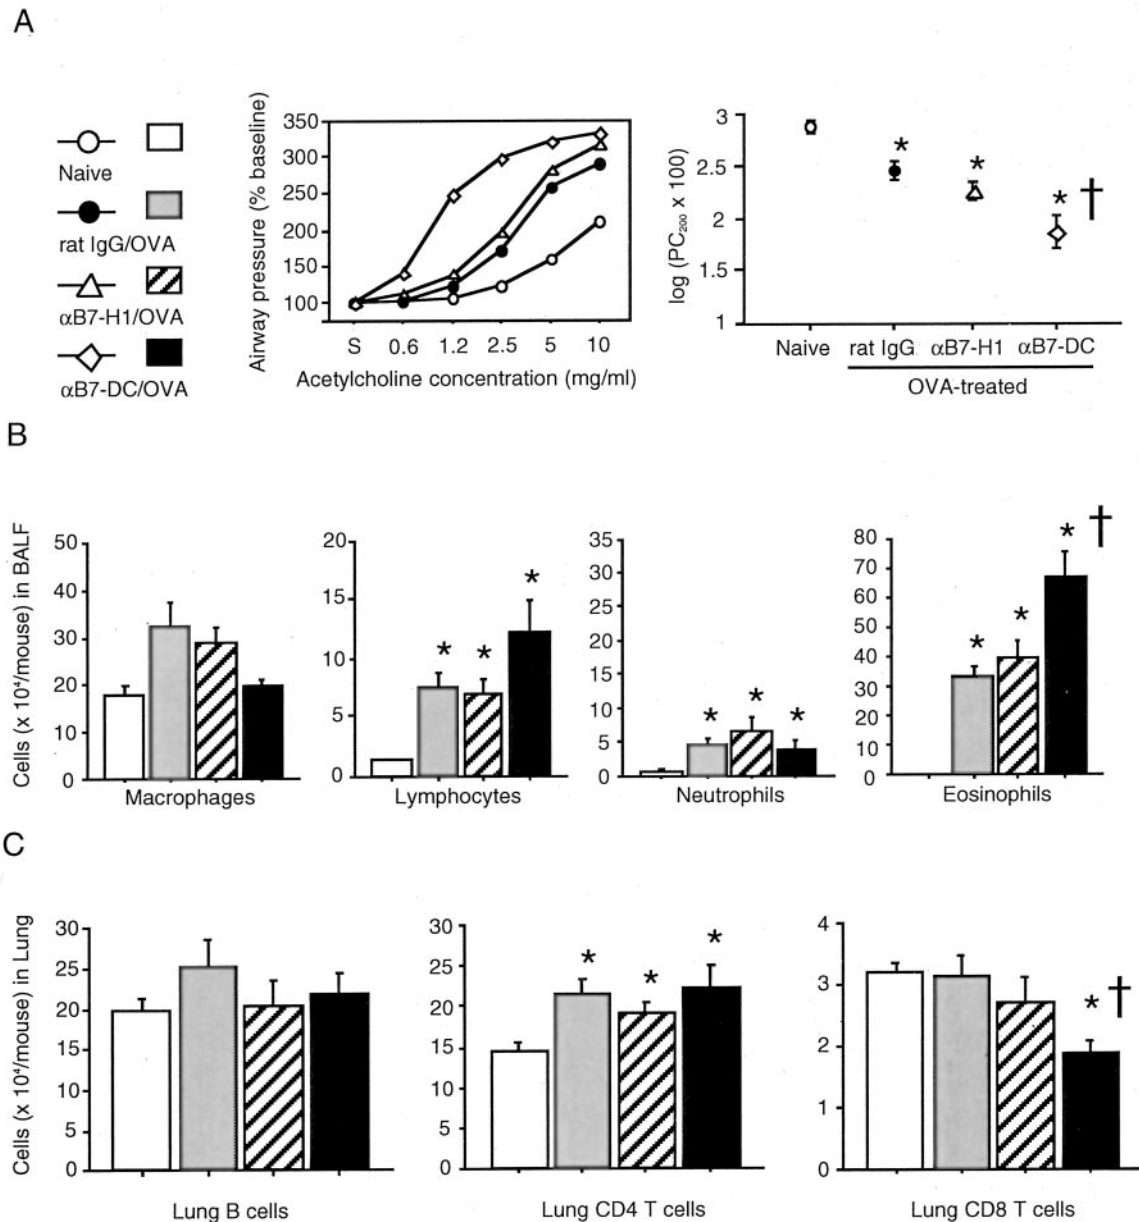 A
Naive
rat IgG/OVA
αB7-H1/OVA
αB7-DC/OVA
Airway pressure (% baseline)
350
300
250
200
150
100
S 0.6 1.2 2.5 5 10
Acetylcholine concentration (mg/ml)
log (PC200 x 100)
3
2.5
2
1.5
1
* * * †
Naive rat IgG αB7-H1 αB7-DC
OVA-treated
B
Cells (x 10⁴/mouse) in BALF
50
40
30
20
10
0
Macrophages
20
15
10
5
0
* * *
Lymphocytes
35
30
25
20
15
10
5
0
* * *
Neutrophils
80
70
60
50
40
30
20
10
0
* * * †
Eosinophils
C
Cells (x 10⁴/mouse) in Lung
30
25
20
15
10
5
0
Lung B cells
30
25
20
15
10
5
0
* * *
Lung CD4 T cells
4
3
2
1
0
* †
Lung CD8 T cells